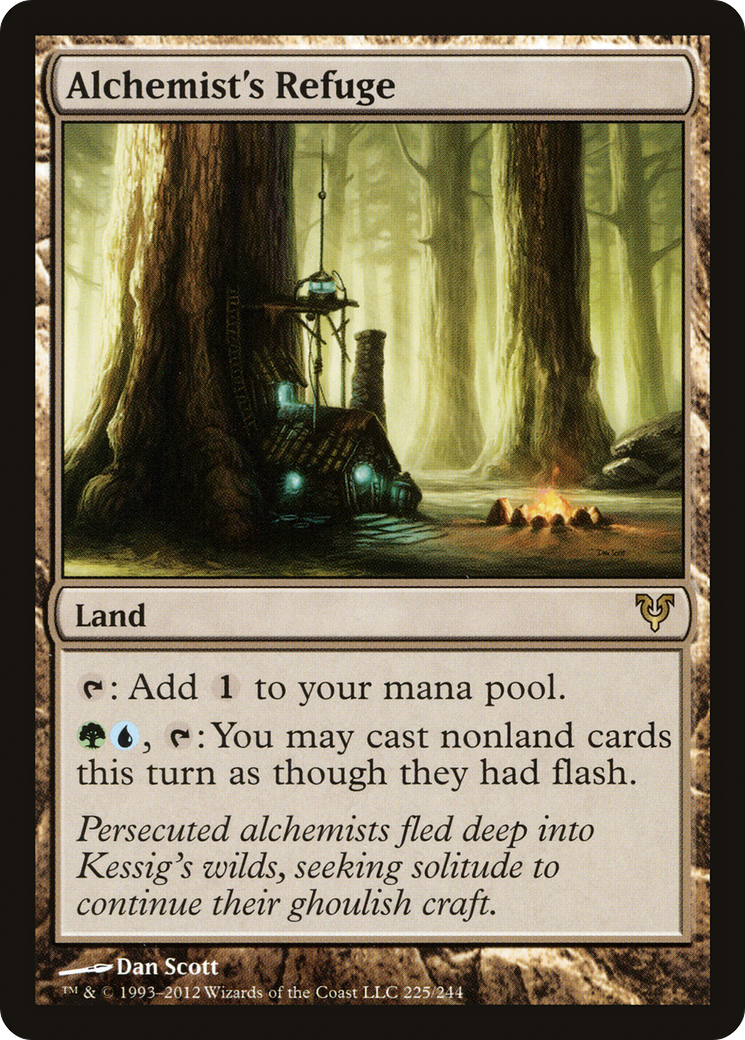 Alchemist's Refuge
Dan Scott
Land
: Add 1 to your mana pool.
, : You may cast nonland cards
this turn as though they had flash.
Persecuted alchemists fled deep into
Kessig's wilds, seeking solitude to
continue their ghoulish craft.
Dan Scott
™ & © 1993–2012 Wizards of the Coast LLC 225/244